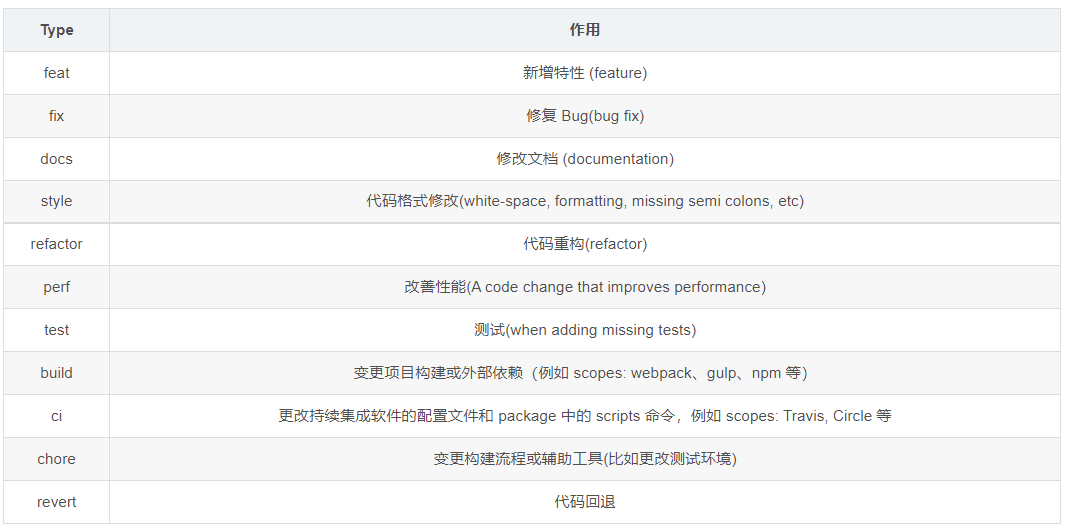 Type 作用
feat 新增特性 (feature)
fix 修复 Bug(bug fix)
docs 修改文档 (documentation)
style 代码格式修改(white-space, formatting, missing semi colons, etc)
refactor 代码重构(refactor)
perf 改善性能(A code change that improves performance)
test 测试(when adding missing tests)
build 变更项目构建或外部依赖（例如 scopes: webpack、gulp、npm 等）
ci 更改持续集成软件的配置文件和 package 中的 scripts 命令，例如 scopes: Travis, Circle 等
chore 变更构建流程或辅助工具(比如更改测试环境)
revert 代码回退